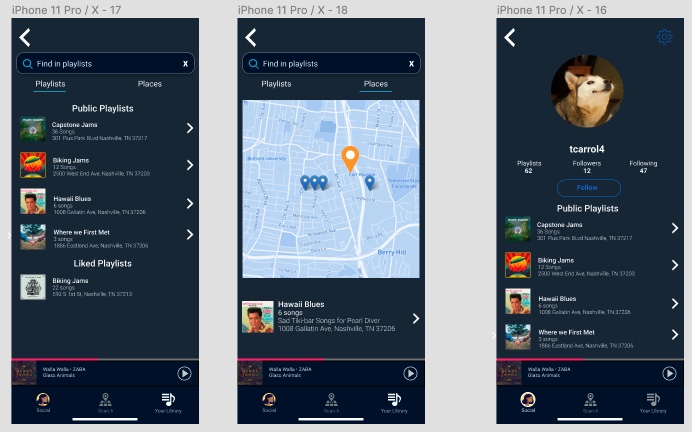 iPhone 11 Pro / X - 17
Find in playlists
x
Playlists
Places
Public Playlists
Capstone Jams
36 Songs
301 Plus Park BLvd Nashville, TN 37217
Biking Jams
12 Songs
2500 West End Ave, Nashville, TN 37203
Hawaii Blues
6 songs
1008 Gallatin Ave, Nashville, TN 37206
Where we First Met
3 songs
1886 Eastland Ave, Nashville, TN 37206
Liked Playlists
Biking Jams
22 songs
592 S 1st St, Nashville, TN 37213
Walla Walla - ZABA
Glass Animals
Social
Search
Your Library
iPhone 11 Pro / X - 18
Find in playlists
x
Playlists
Places
Belmont University
Fort Negley
Tennessee State
Fairgrounds
Berry Hill
Hawaii Blues
6 songs
Sad Tiki-bar Songs for Pearl Diver
1008 Gallatin Ave, Nashville, TN 37206
Walla Walla - ZABA
Glass Animals
Social
Search
Your Library
iPhone 11 Pro / X - 16
tcarrol4
Playlists
62
Followers
12
Following
47
Follow
Public Playlists
Capstone Jams
36 Songs
301 Plus Park BLvd Nashville, TN 37217
Biking Jams
12 Songs
2500 West End Ave, Nashville, TN 37203
Hawaii Blues
6 songs
1008 Gallatin Ave, Nashville, TN 37206
Where we First Met
3 songs
1886 Eastland Ave, Nashville, TN 37206
Walla Walla - ZABA
Glass Animals
Social
Search
Your Library